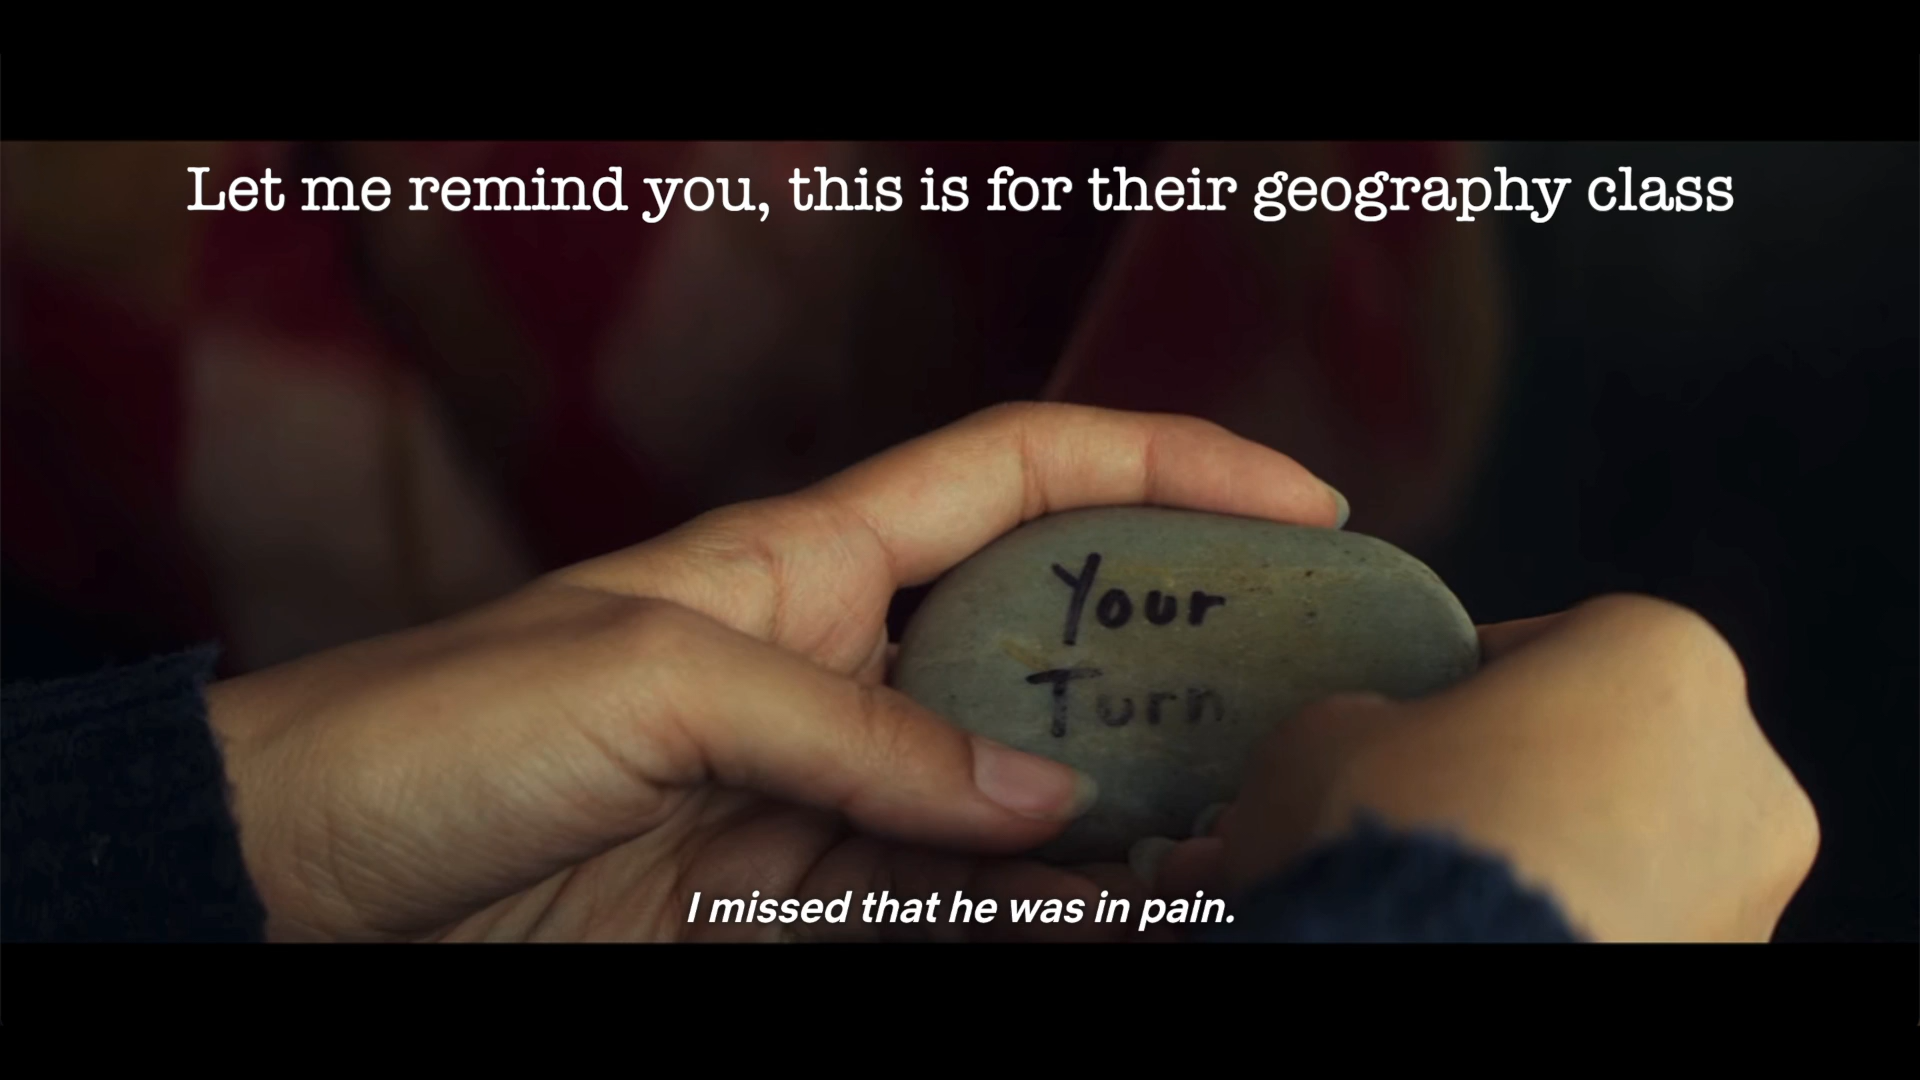 Let me remind you, this is for their geography class
Your
Turn
I missed that he was in pain.